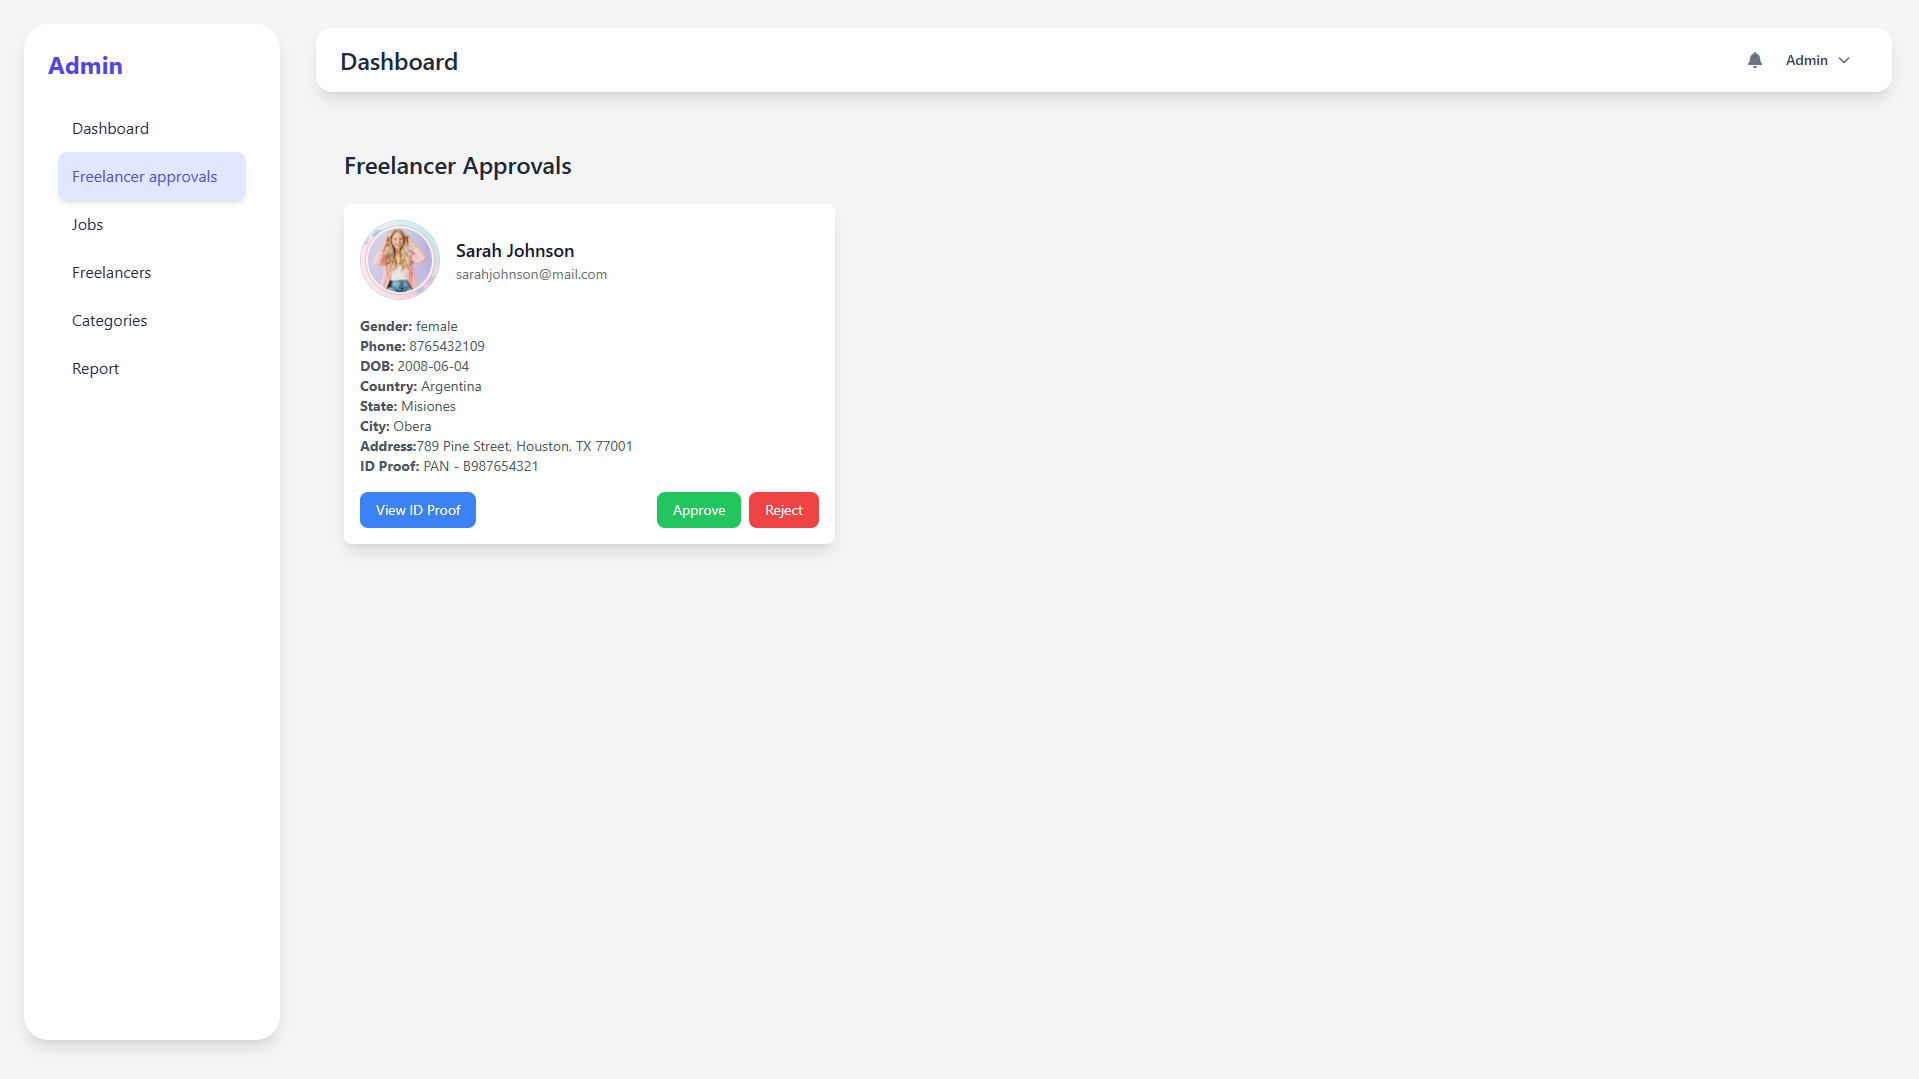 Admin
Dashboard
Freelancer approvals
Jobs
Freelancers
Categories
Report
Dashboard
Admin
Freelancer Approvals
Sarah Johnson
sarahjohnson@mail.com
Gender: female
Phone: 8765432109
DOB: 2008-06-04
Country: Argentina
State: Misiones
City: Obera
Address:789 Pine Street, Houston, TX 77001
ID Proof: PAN - B987654321
View ID Proof
Approve
Reject